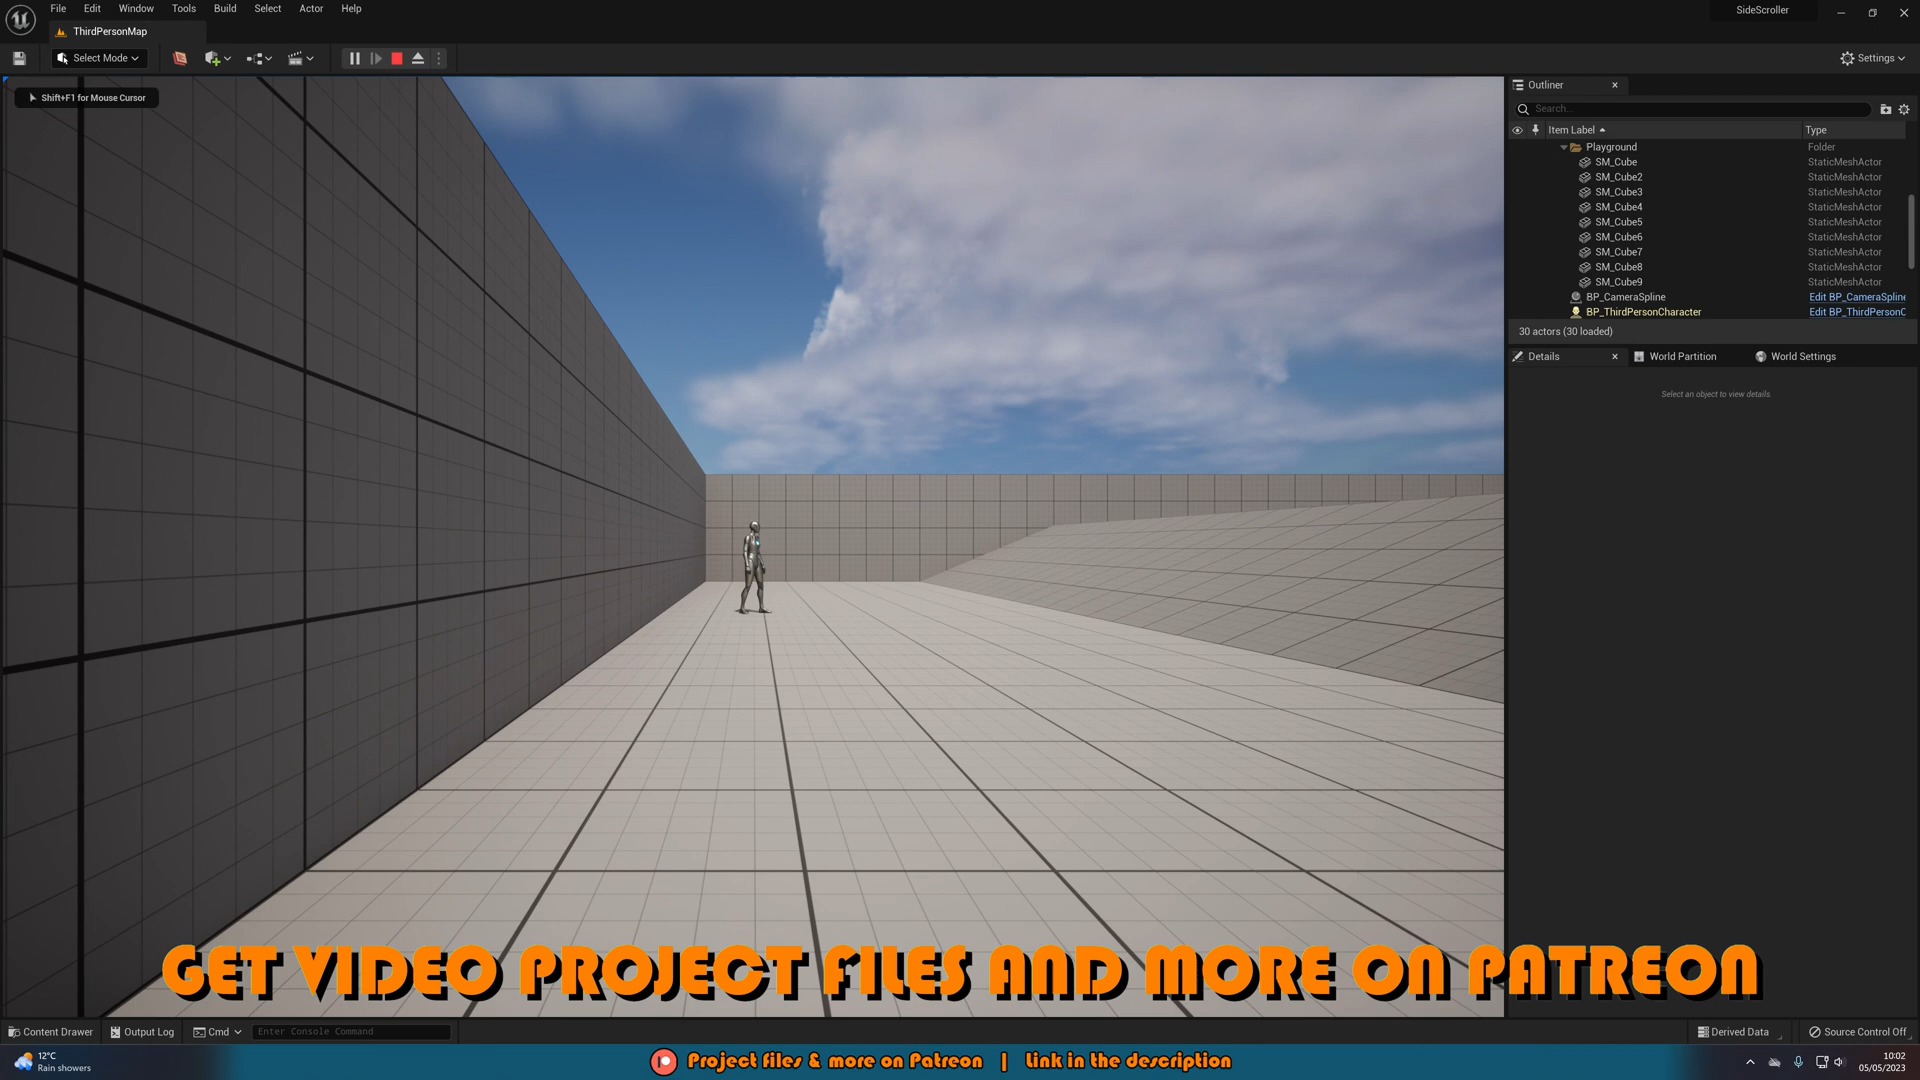 File Edit Window Tools Build Select Actor Help
SideScroller
ThirdPersonMap
Select Mode
Settings
Shift+F1 for Mouse Cursor
Outliner
Search...
Item Label Type
Playground Folder
SM_Cube StaticMeshActor
SM_Cube2 StaticMeshActor
SM_Cube3 StaticMeshActor
SM_Cube4 StaticMeshActor
SM_Cube5 StaticMeshActor
SM_Cube6 StaticMeshActor
SM_Cube7 StaticMeshActor
SM_Cube8 StaticMeshActor
SM_Cube9 StaticMeshActor
BP_CameraSpline Edit BP_CameraSpline
BP_ThirdPersonCharacter Edit BP_ThirdPersonC
30 actors (30 loaded)
Details World Partition World Settings
Select an object to view details.
GET VIDEO PROJECT FILES AND MORE ON PATREON
Content Drawer Output Log Cmd Enter Console Command Derived Data Source Control Off
12°C
Rain showers
Project files & more on Patreon | Link in the description
10:02
05/05/2023